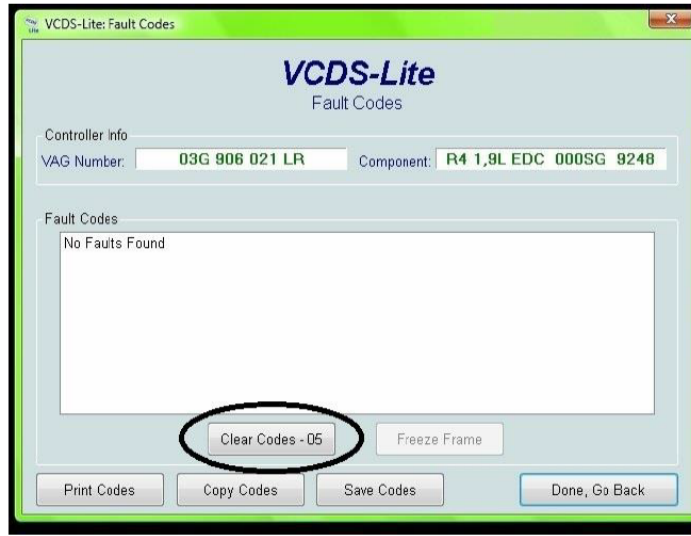 VCDS-Lite: Fault Codes
VCDS-Lite
Fault Codes
Controller Info
VAG Number: 03G 906 021 LR Component: R4 1,9L EDC 000SG 9248
Fault Codes
No Faults Found
Clear Codes - 05 Freeze Frame
Print Codes Copy Codes Save Codes Done, Go Back